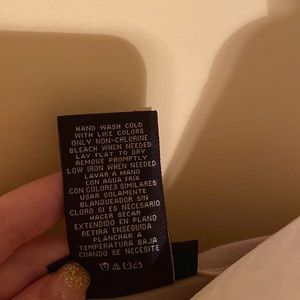 HAND WASH COLD
WITH LIKE COLORS
ONLY NON-CHLORINE
BLEACH WHEN NEEDED
LAY FLAT TO DRY
REMOVE PROMPTLY
LOW IRON WHEN NEEDED
LAVAR A MANO
CON AGUA FRIA
CON COLORES SIMILARES
USAR SOLAMENTE
BLANQUEADOR SIN
CLORO SI ES NECESARIO
HACER SECAR
EXTENDIDO EN PLANO
RETIRA ENSEGUIDA
PLANCHAR A
TEMPERATURA BAJA
CUANDO SE NECESITE